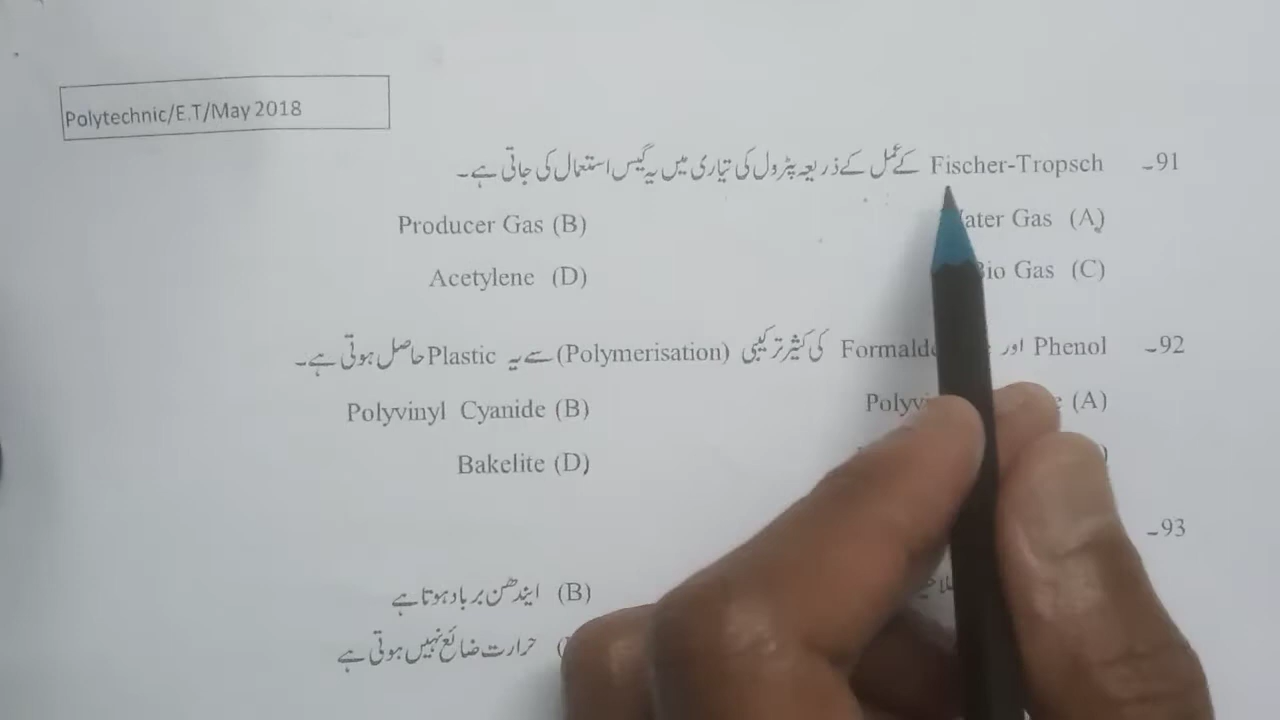 Polytechnic/E.T/May 2018
91۔ Fischer-Tropsch کے عمل کے ذریعہ پٹرول کی تیاری میں یہ گیس استعمال کی جاتی ہے۔
(A) Water Gas (B) Producer Gas
(C) Bio Gas (D) Acetylene
92۔ Phenol اور کی کثیر ترکیبی (Polymerisation) سے یہ Plastic حاصل ہوتی ہے۔
(A) (B) Polyvinyl Cyanide
(D) Bakelite
93۔
(B) ایندھن برباد ہوتا ہے
حرارت ضائع نہیں ہوتی ہے